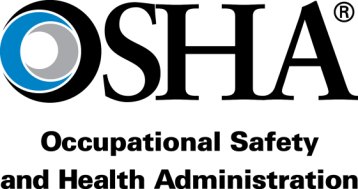 OSHA®
Occupational Safety
and Health Administration